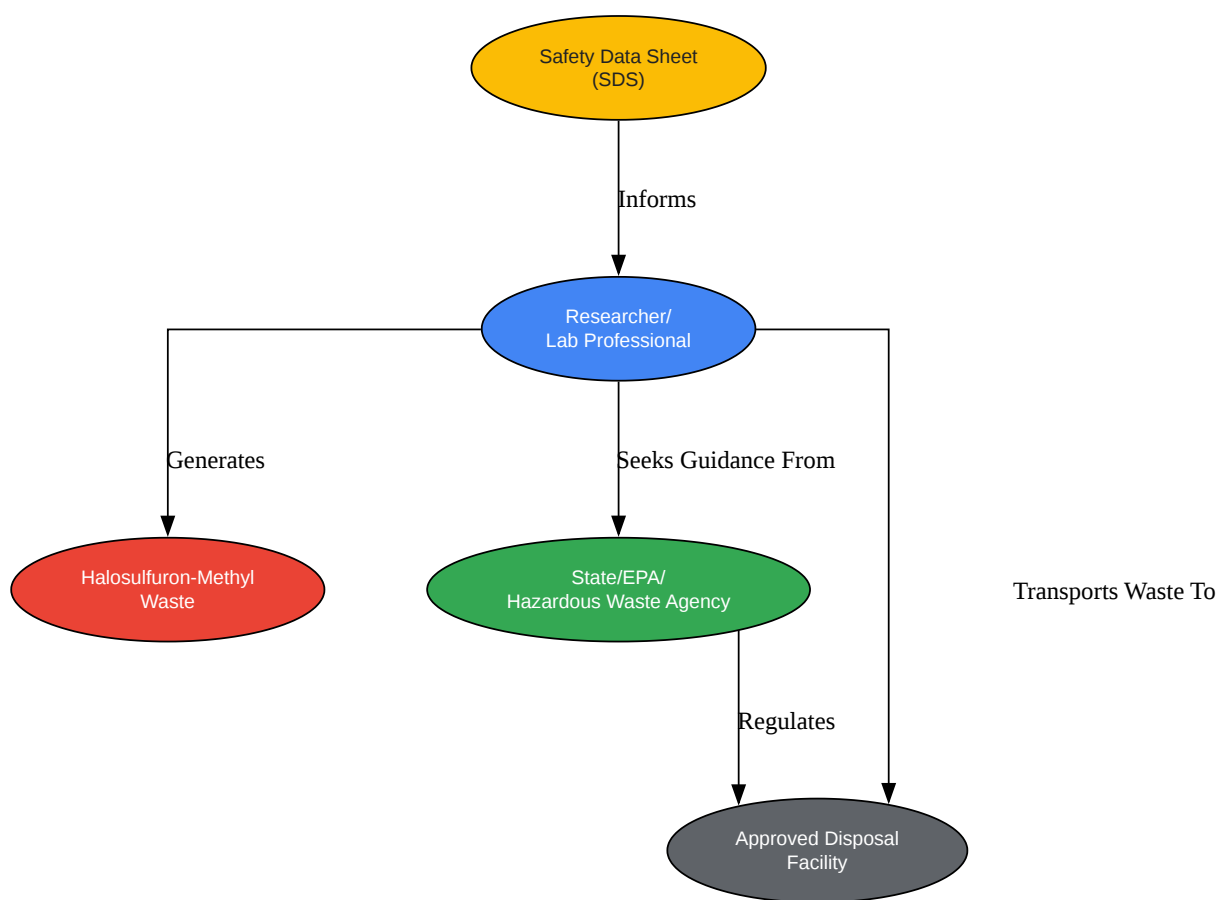 Safety Data Sheet
(SDS)
Informs
Researcher/
Lab Professional
Generates
Seeks Guidance From
Halosulfuron-Methyl
Waste
State/EPA/
Hazardous Waste Agency
Transports Waste To
Regulates
Approved Disposal
Facility